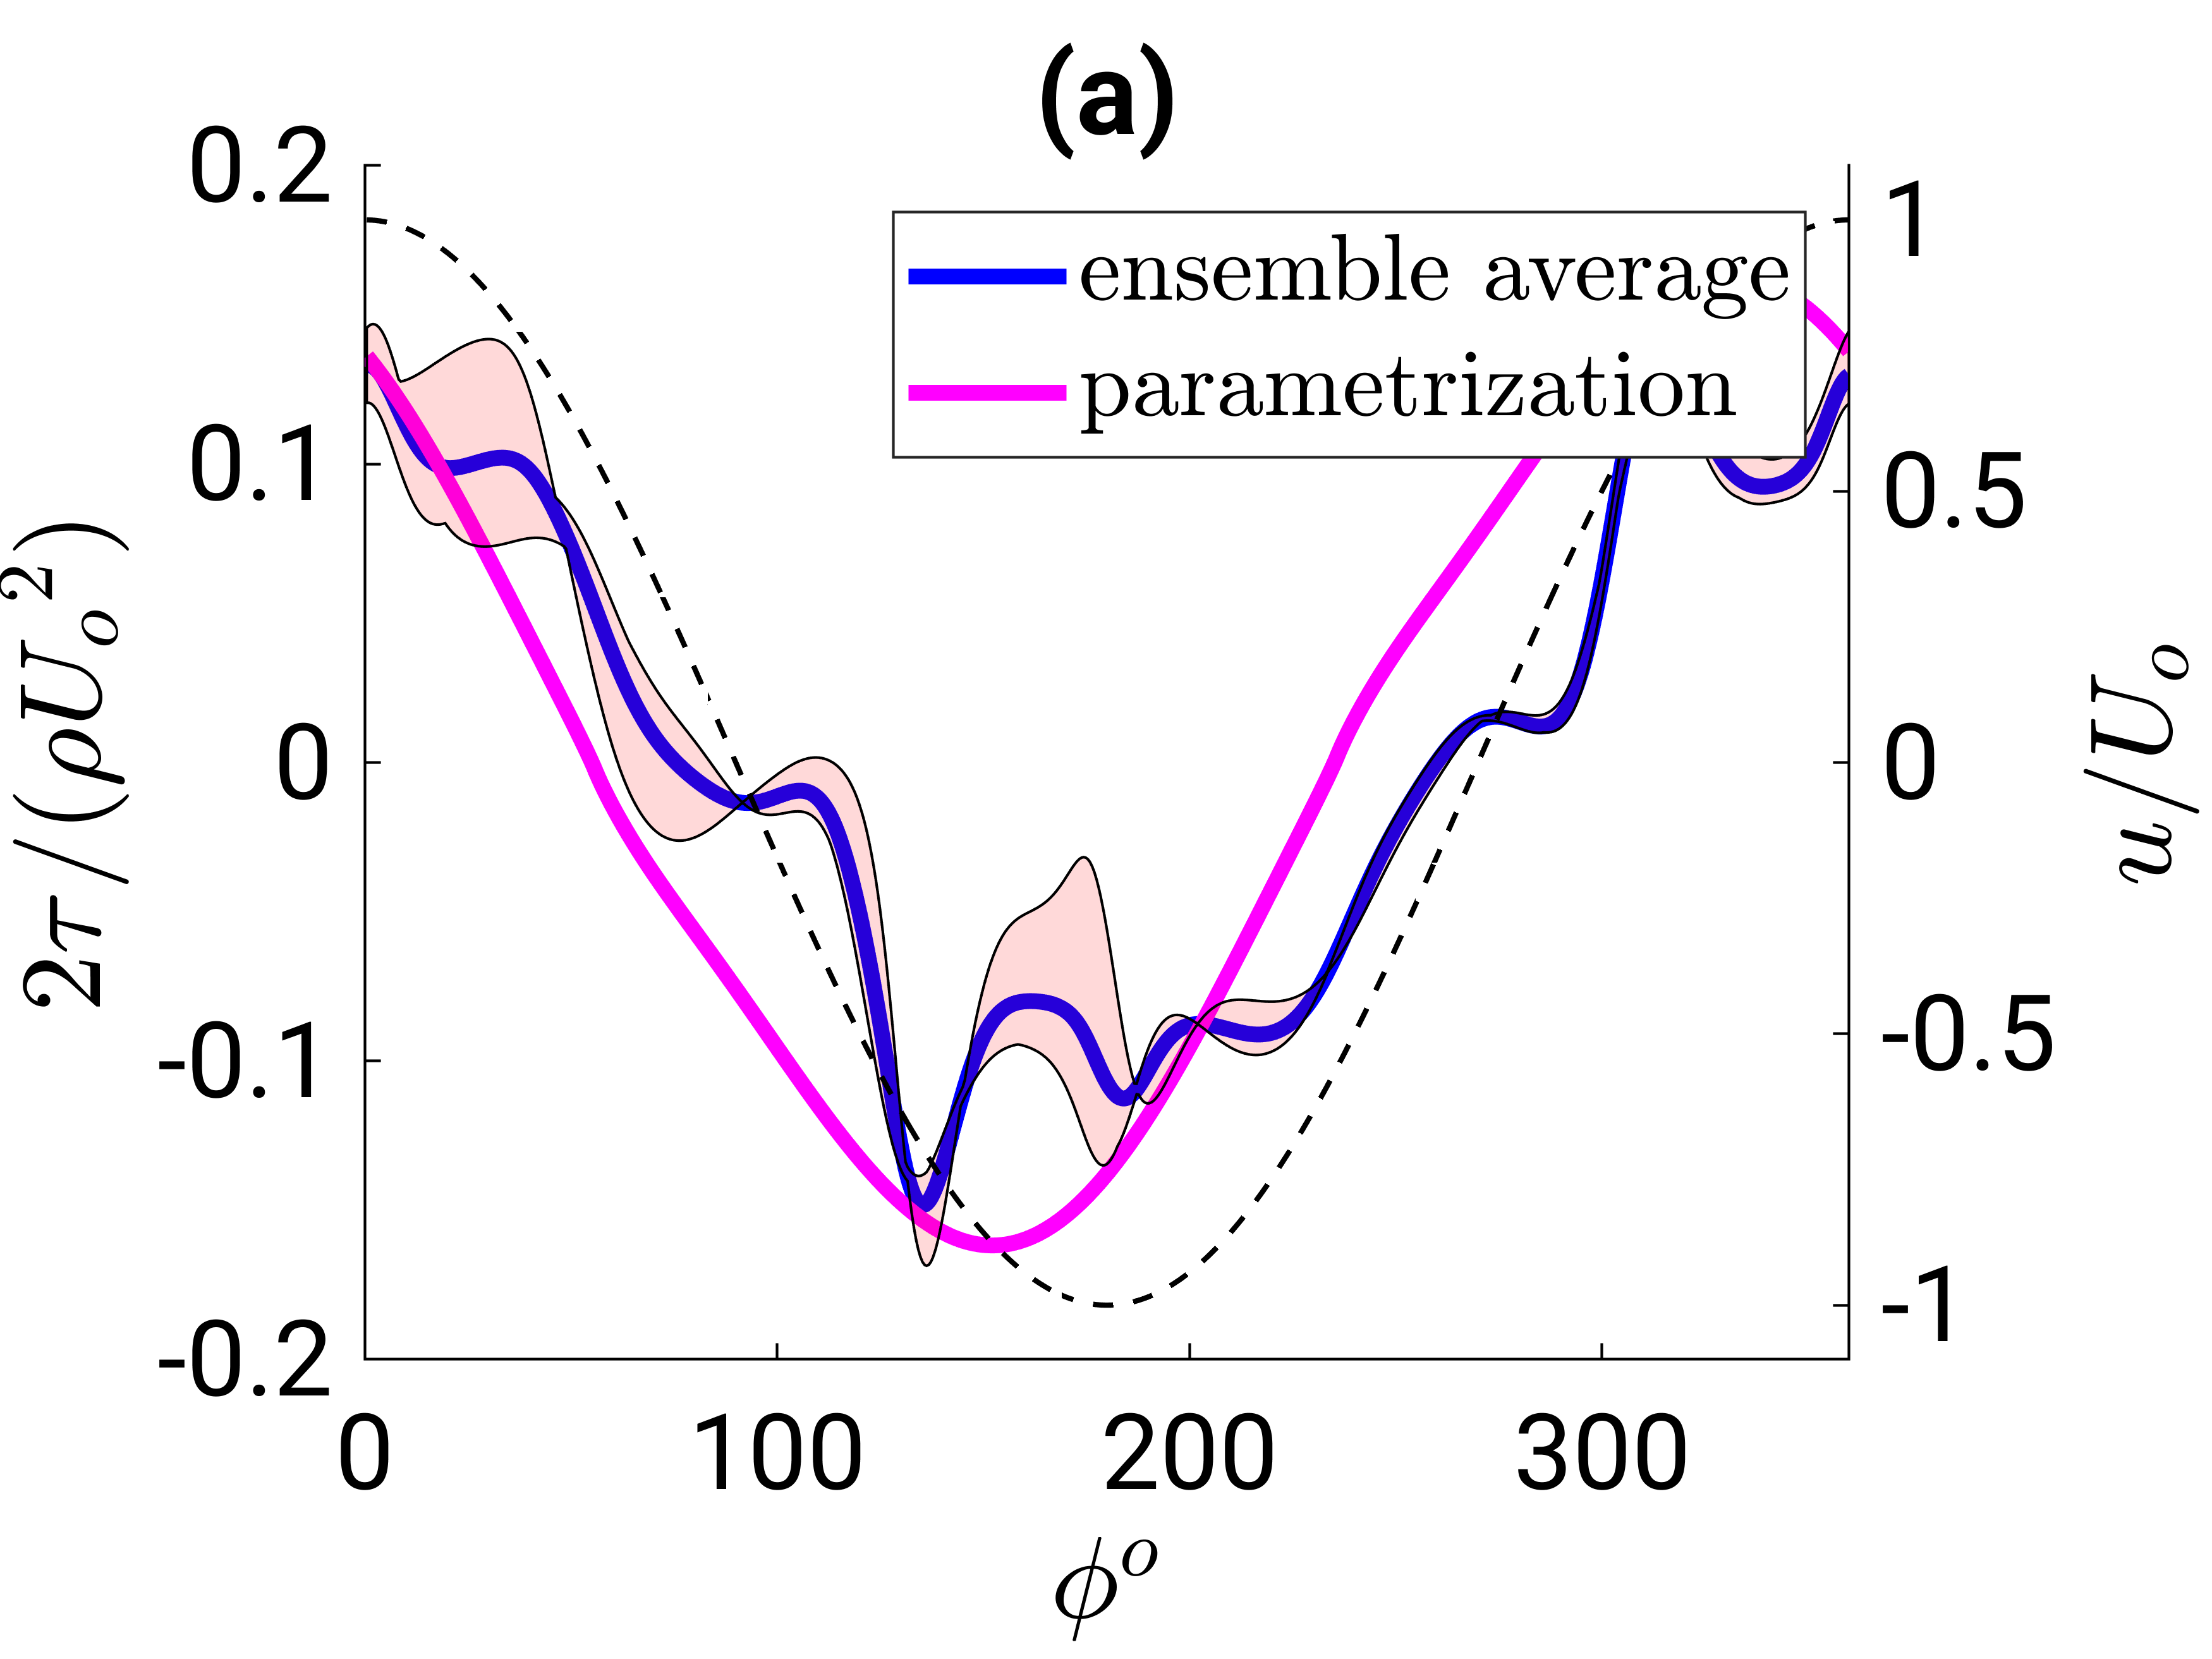 (a)
0.2
0.1
0
-0.1
-0.2
2τ/(ρU_o^2)
ensemble average
parametrization
1
0.5
0
-0.5
-1
u/U_o
0 100 200 300
ϕ^o